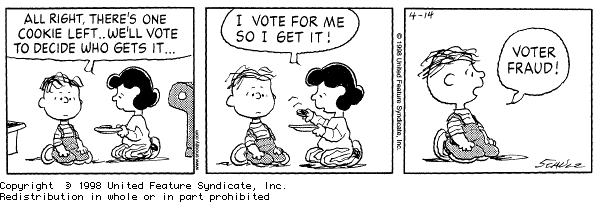 ALL RIGHT, THERE'S ONE
COOKIE LEFT..WE'LL VOTE
TO DECIDE WHO GETS IT...
I VOTE FOR ME
SO I GET IT!
© 1998 United Feature Syndicate, Inc.
4-14
VOTER
FRAUD!
SCHULZ
Copyright © 1998 United Feature Syndicate, Inc.
Redistribution in whole or in part prohibited